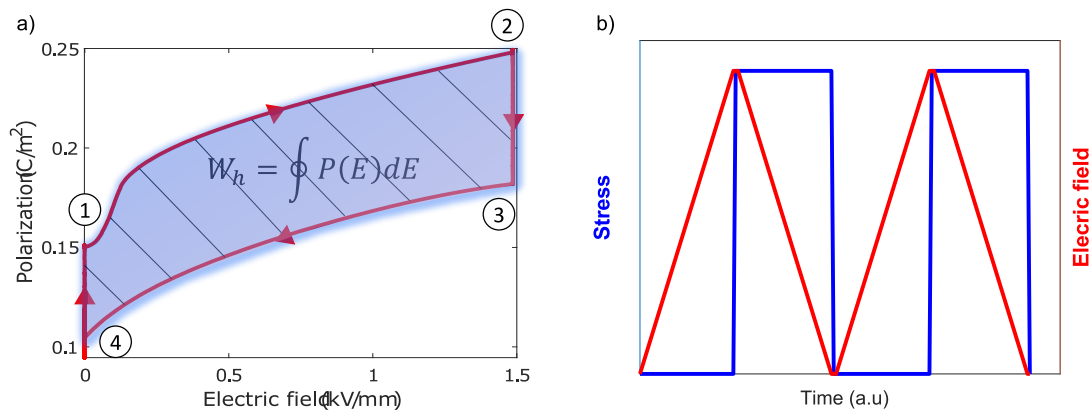 a)
1
2
3
4
0.25
0.2
0.15
0.1
Polarization(C/m²)
W_h = ∮ P(E)dE
0
0.5
1
1.5
Electric field(kV/mm)
b)
Stress
Elecric field
Time (a.u)